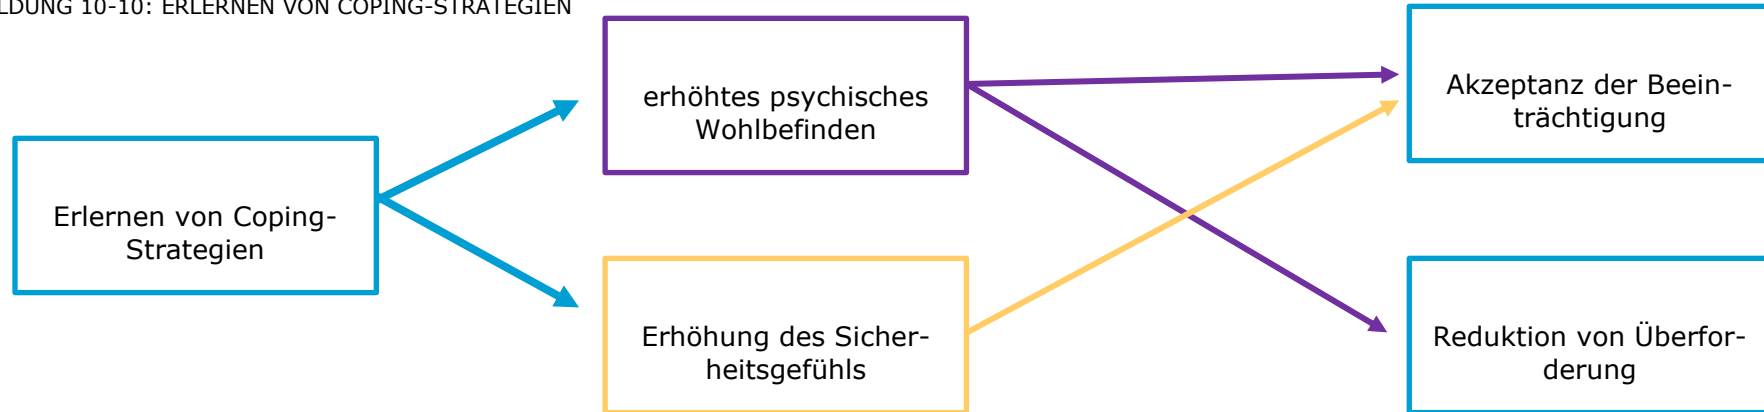 LDUNG 10-10: ERLERNEN VON COPING-STRATEGIEN
erhöhtes psychisches
Wohlbefinden
Akzeptanz der Beein-
trächtigung
Erlernen von Coping-
Strategien
Erhöhung des Sicher-
heitsgefühls
Reduktion von Überfor-
derung